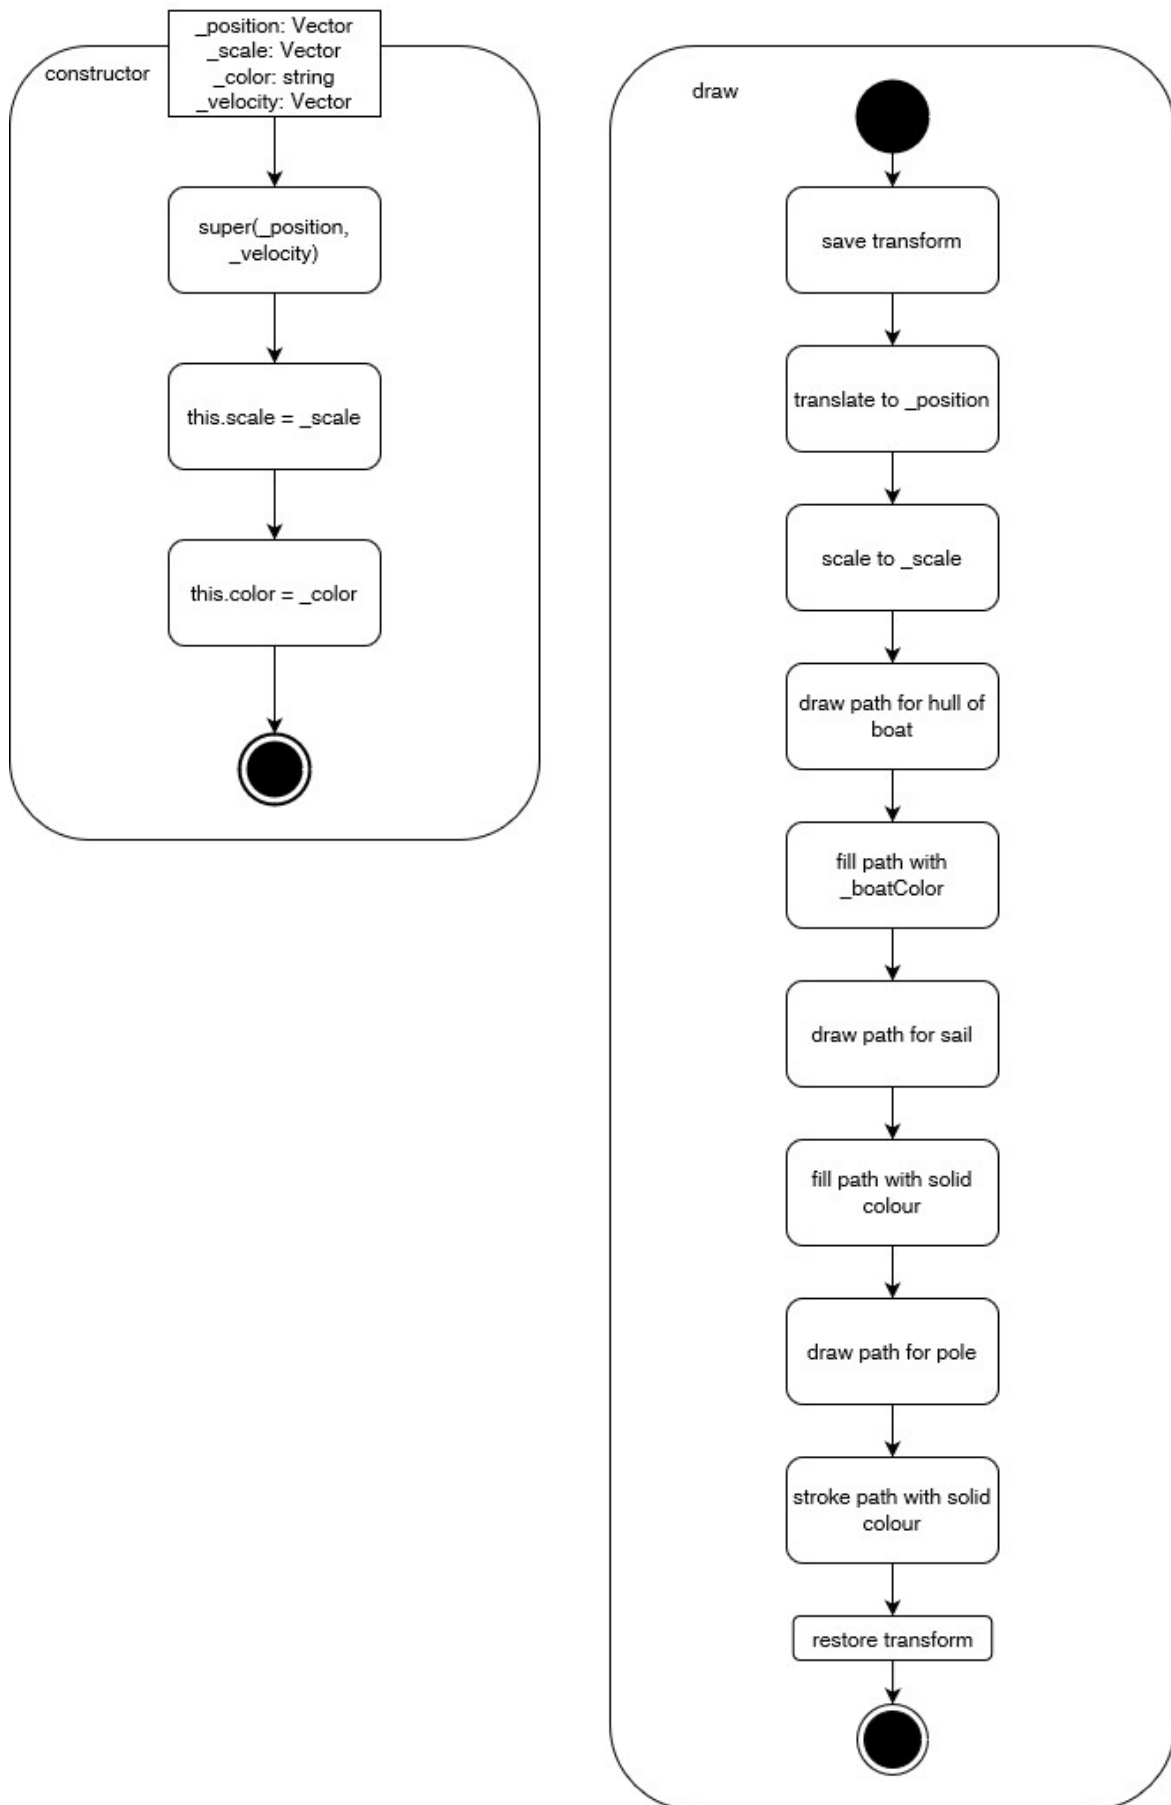 _position: Vector
_scale: Vector
_color: string
_velocity: Vector
constructor
super(_position,
_velocity)
this.scale = _scale
this.color = _color
draw
save transform
translate to _position
scale to _scale
draw path for hull of
boat
fill path with
_boatColor
draw path for sail
fill path with solid
colour
draw path for pole
stroke path with solid
colour
restore transform